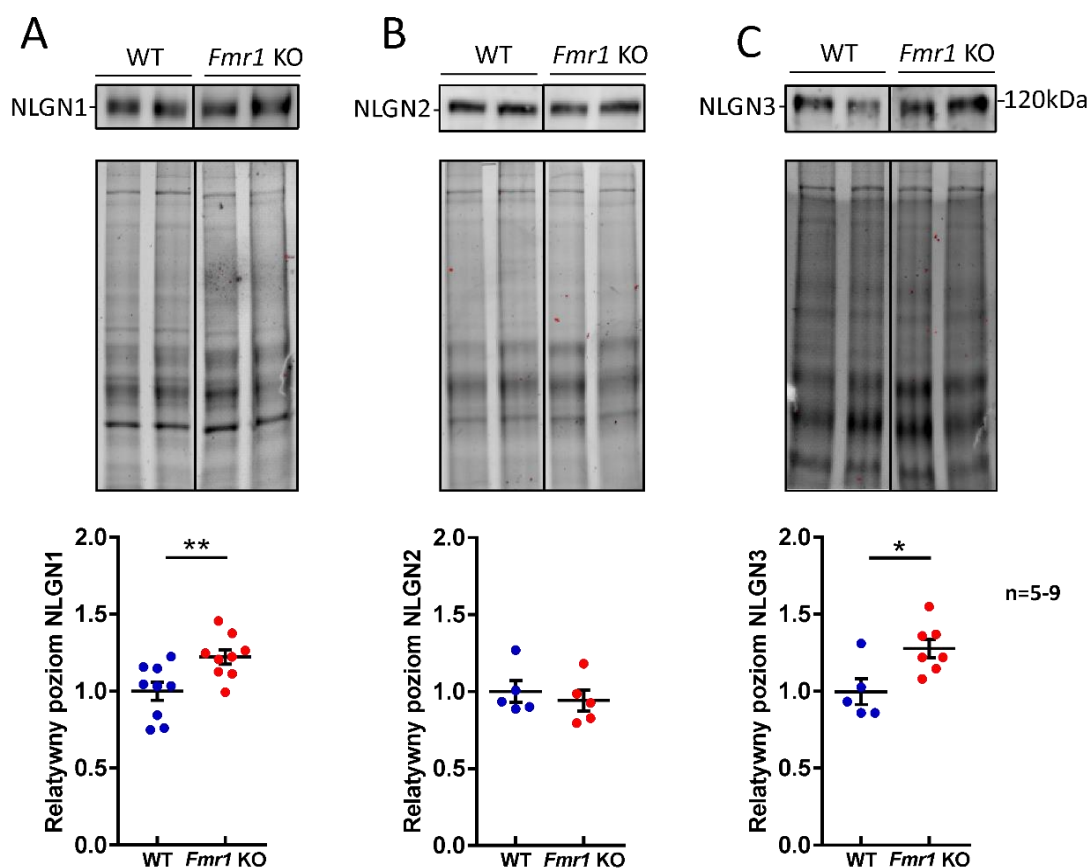 A
WT Fmr1 KO
NLGN1-
B
WT Fmr1 KO
NLGN2-
C
WT Fmr1 KO
NLGN3- -120kDa
Relatywny poziom NLGN1
2.0
1.5
1.0
0.5
0.0
**
WT Fmr1 KO
Relatywny poziom NLGN2
2.0
1.5
1.0
0.5
0.0
WT Fmr1 KO
Relatywny poziom NLGN3
2.0
1.5
1.0
0.5
0.0
*
WT Fmr1 KO
n=5-9